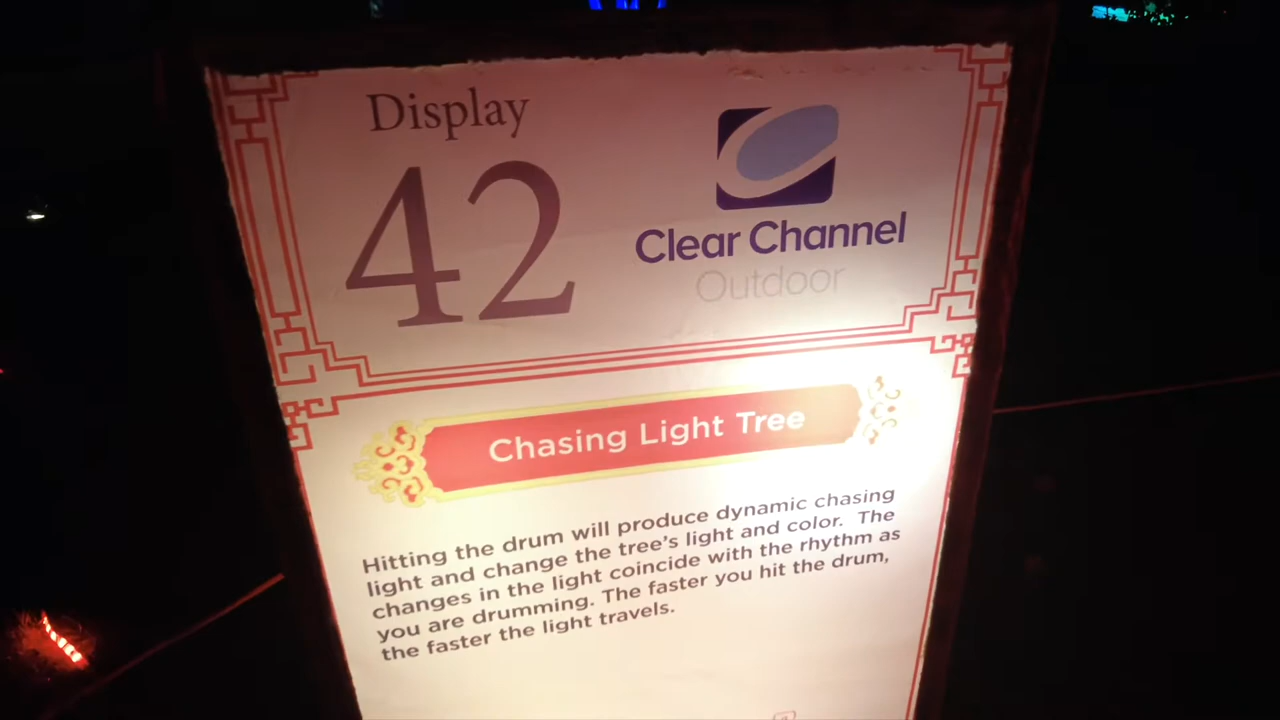 Display
42
Clear Channel
Outdoor
Chasing Light Tree
Hitting the drum will produce dynamic chasing
light and change the tree's light and color. The
changes in the light coincide with the rhythm as
you are drumming. The faster you hit the drum,
the faster the light travels.